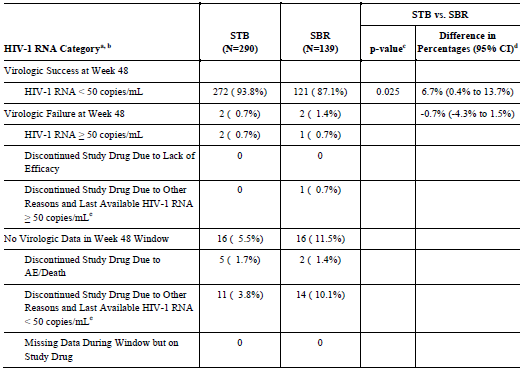 STB vs. SBR
HIV-1 RNA Categorya, b STB (N=290) SBR (N=139) p-valuec Difference in Percentages (95% CI)d
Virologic Success at Week 48
HIV-1 RNA < 50 copies/mL 272 ( 93.8%) 121 ( 87.1%) 0.025 6.7% (0.4% to 13.7%)
Virologic Failure at Week 48 2 ( 0.7%) 2 ( 1.4%) -0.7% (-4.3% to 1.5%)
HIV-1 RNA ≥ 50 copies/mL 2 ( 0.7%) 1 ( 0.7%)
Discontinued Study Drug Due to Lack of
Efficacy 0 0
Discontinued Study Drug Due to Other
Reasons and Last Available HIV-1 RNA
≥ 50 copies/mLe 0 1 ( 0.7%)
No Virologic Data in Week 48 Window 16 ( 5.5%) 16 ( 11.5%)
Discontinued Study Drug Due to
AE/Death 5 ( 1.7%) 2 ( 1.4%)
Discontinued Study Drug Due to Other
Reasons and Last Available HIV-1 RNA
< 50 copies/mLe 11 ( 3.8%) 14 ( 10.1%)
Missing Data During Window but on
Study Drug 0 0